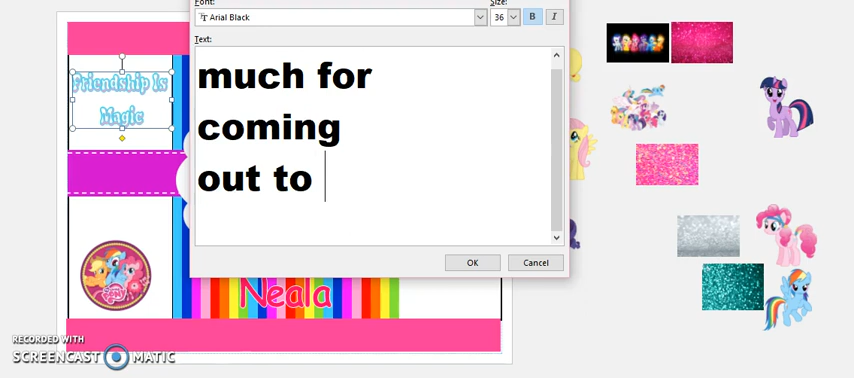 Font:
Size:
Arial Black
36
B
I
Text:
much for
coming
out to
OK
Cancel
Friendship Is
Magic
Neala
RECORDED WITH
SCREENCAST MATIC